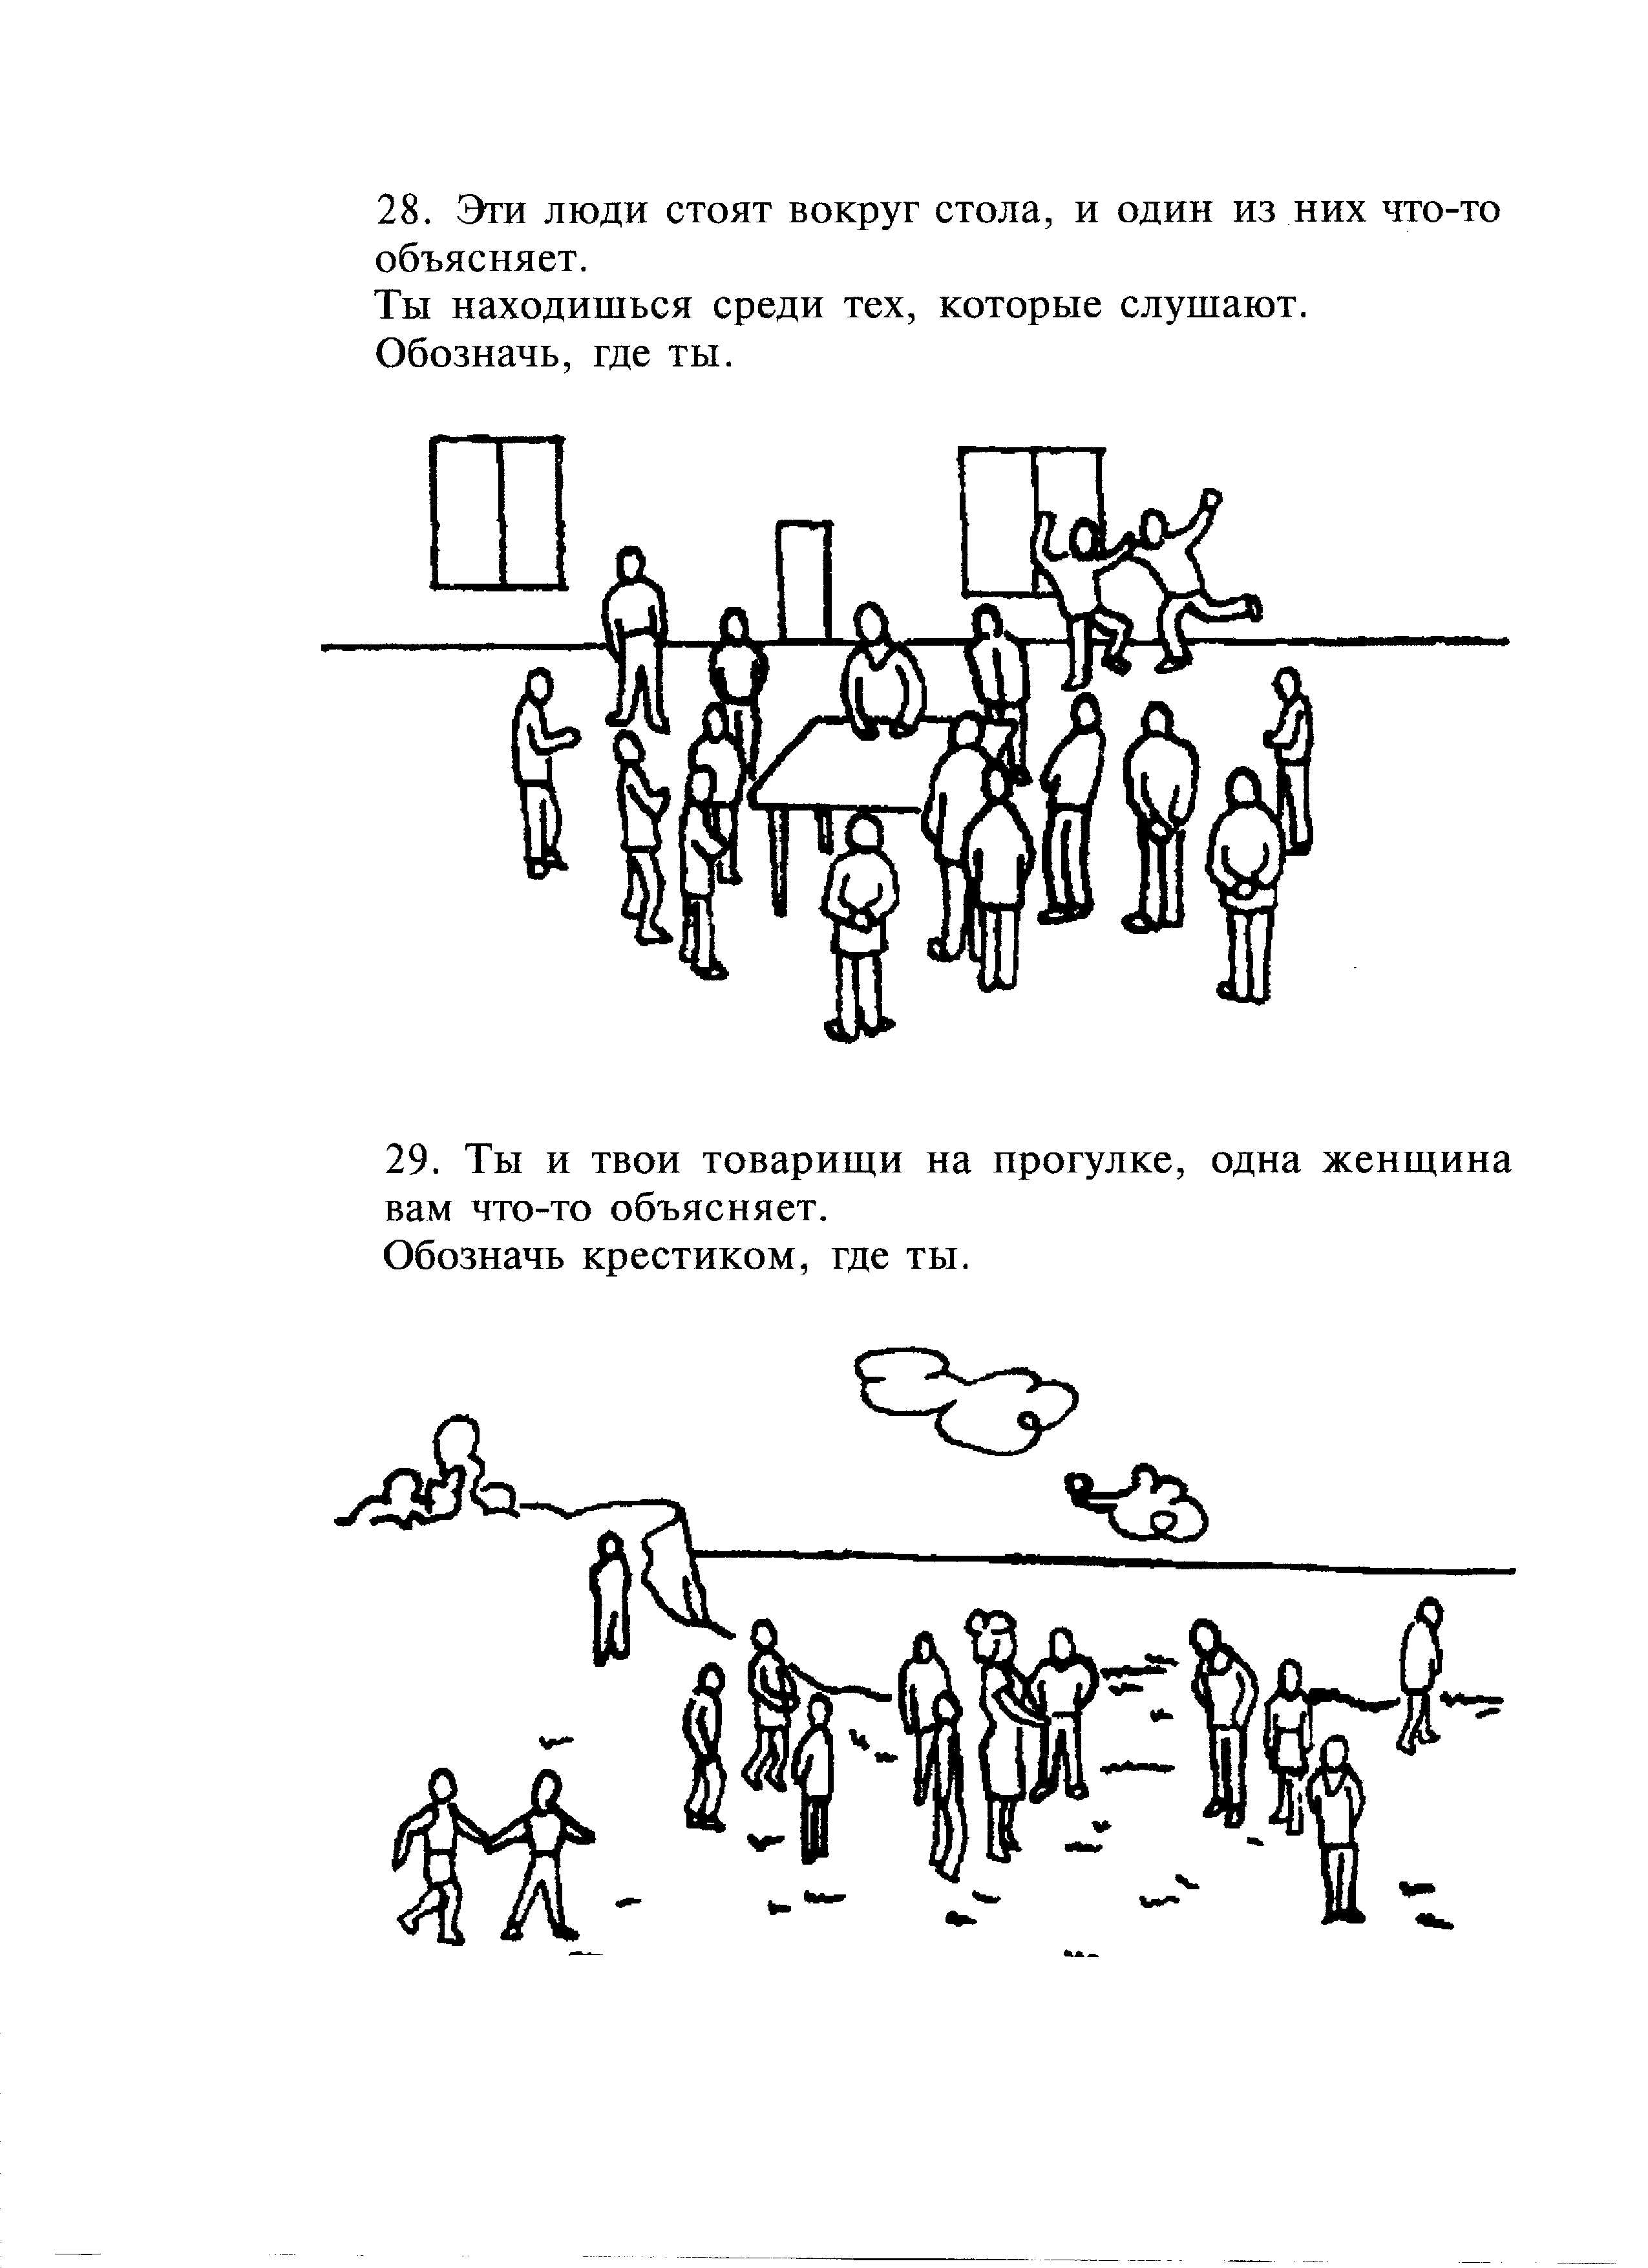 28. Эти люди стоят вокруг стола, и один из них что-то
объясняет.
Ты находишься среди тех, которые слушают.
Обозначь, где ты.
29. Ты и твои товарищи на прогулке, одна женщина
вам что-то объясняет.
Обозначь крестиком, где ты.